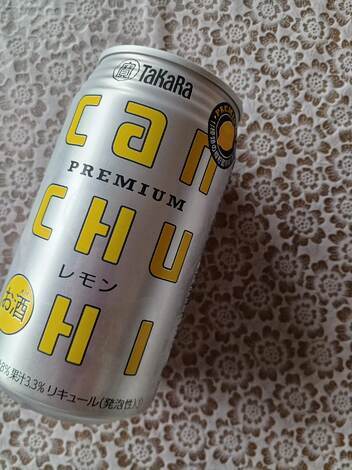 寶 TaKaRa
can
PREMIUM
CHU
レモン
HI
お酒
8% 果汁3.3% リキュール(発泡性)